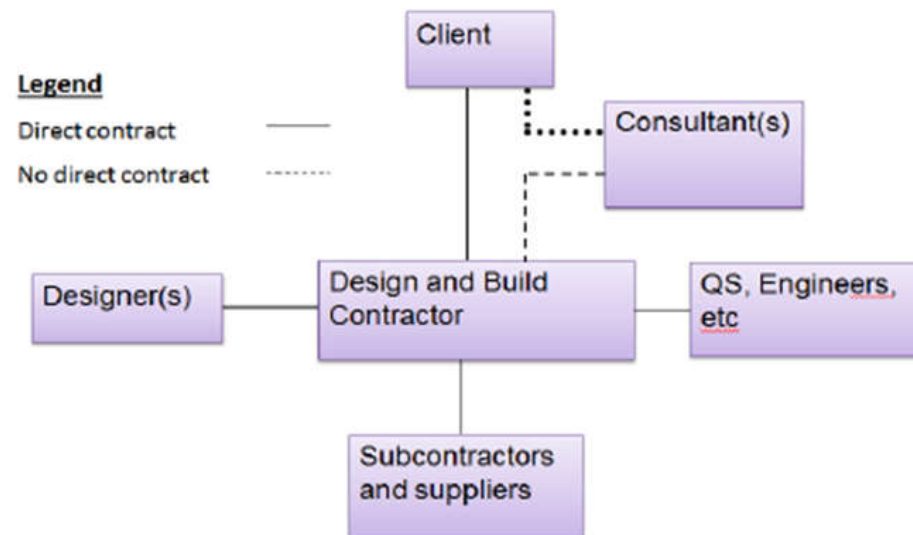 Client
Legend
Direct contract
No direct contract
Consultant(s)
Designer(s)
Design and Build
Contractor
QS, Engineers,
etc
Subcontractors
and suppliers